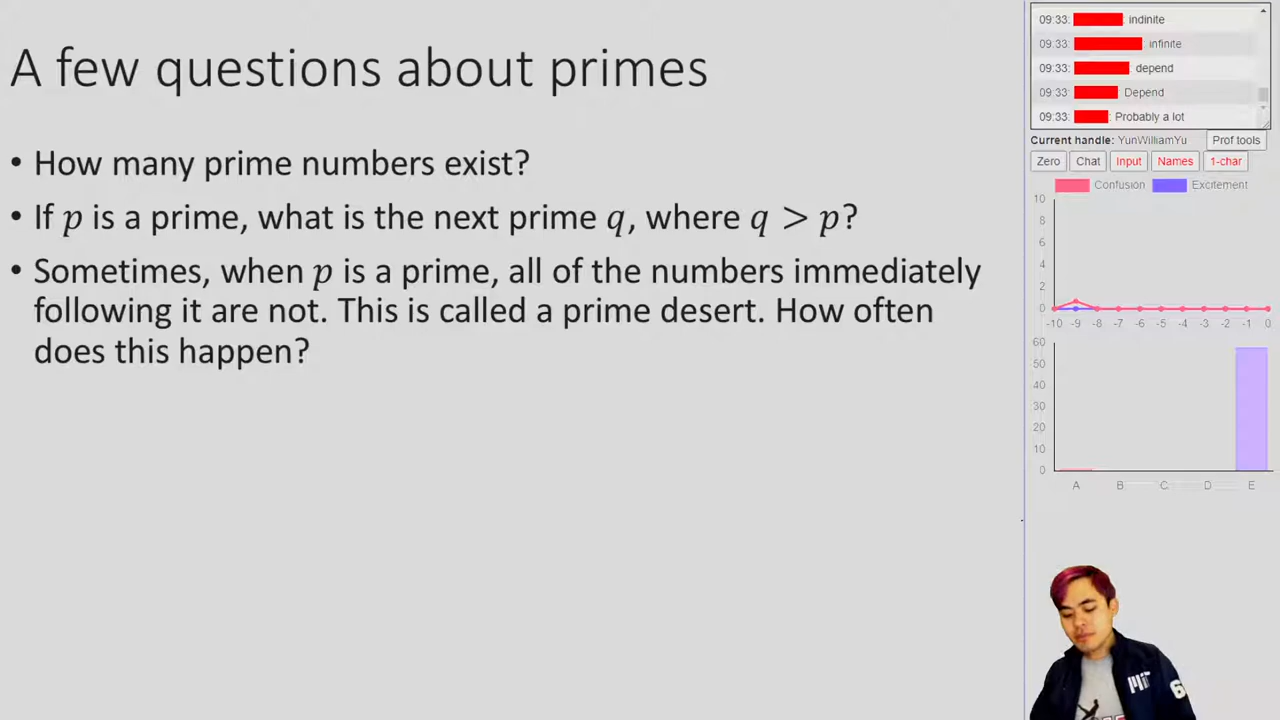 A few questions about primes
• How many prime numbers exist?
• If p is a prime, what is the next prime q, where q > p?
• Sometimes, when p is a prime, all of the numbers immediately
following it are not. This is called a prime desert. How often
does this happen?
09:33: indinite
09:33: infinite
09:33: depend
09:33: Depend
09:33: : Probably a lot
Current handle: YunWilliamYu
Prof tools
Zero Chat Input Names 1-char
Confusion Excitement
10
8
6
4
2
0
-10 -9 -8 -7 -6 -5 -4 -3 -2 -1 0
60
50
40
30
20
10
0
A B C D E
MIT
6